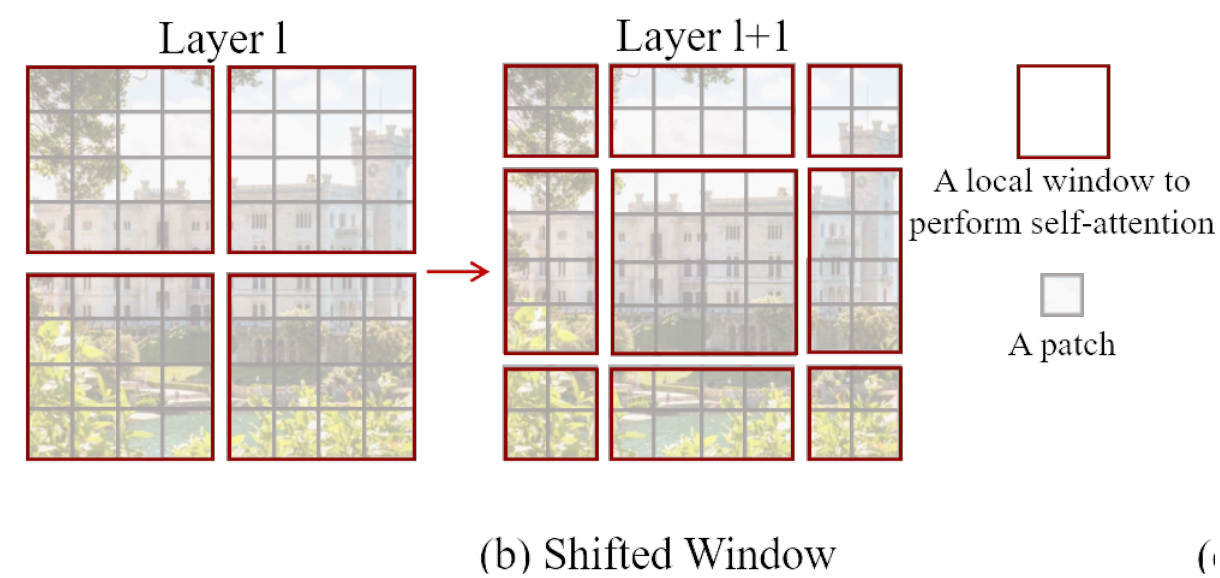 Layer l
Layer l+1
A local window to
perform self-attention
A patch
(b) Shifted Window